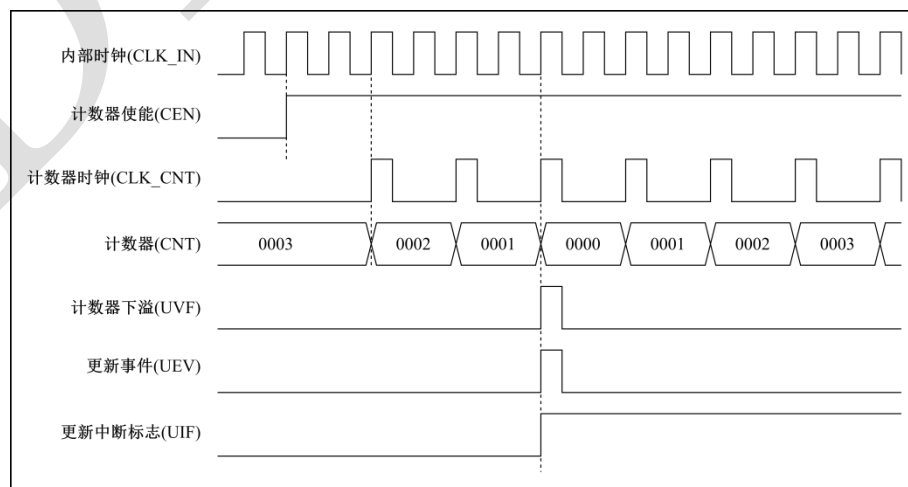 内部时钟(CLK_IN)
计数器使能(CEN)
计数器时钟(CLK_CNT)
计数器(CNT) 0003 0002 0001 0000 0001 0002 0003
计数器下溢(UVF)
更新事件(UEV)
更新中断标志(UIF)